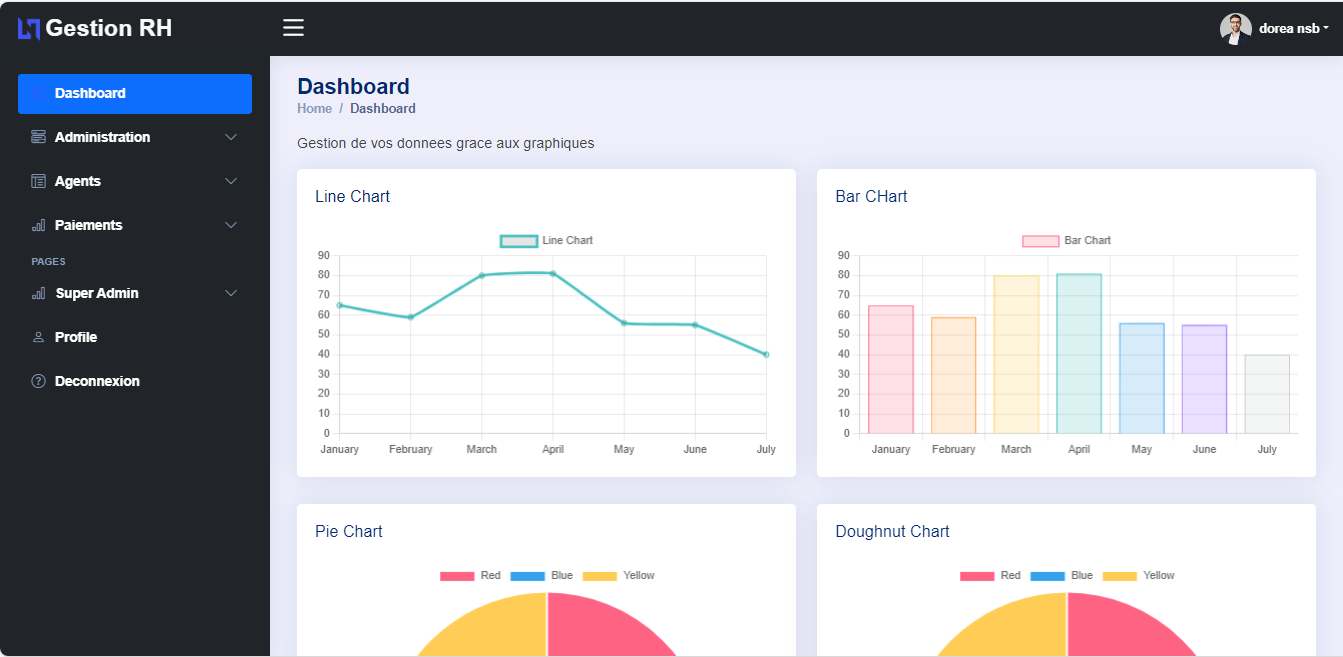 Gestion RH
dorea nsb
Dashboard
Administration
Agents
Paiements
PAGES
Super Admin
Profile
Deconnexion
Dashboard
Home / Dashboard
Gestion de vos donnees grace aux graphiques
Line Chart
Line Chart
90
80
70
60
50
40
30
20
10
0
January February March April May June July
Bar CHart
Bar Chart
90
80
70
60
50
40
30
20
10
0
January February March April May June July
Pie Chart
Red Blue Yellow
Doughnut Chart
Red Blue Yellow